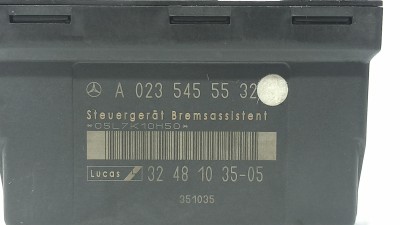 A 023 545 55 32
Steuergerät Bremsassistent
*CSL7K10H50*
Lucas 32 48 10 35-05
351035